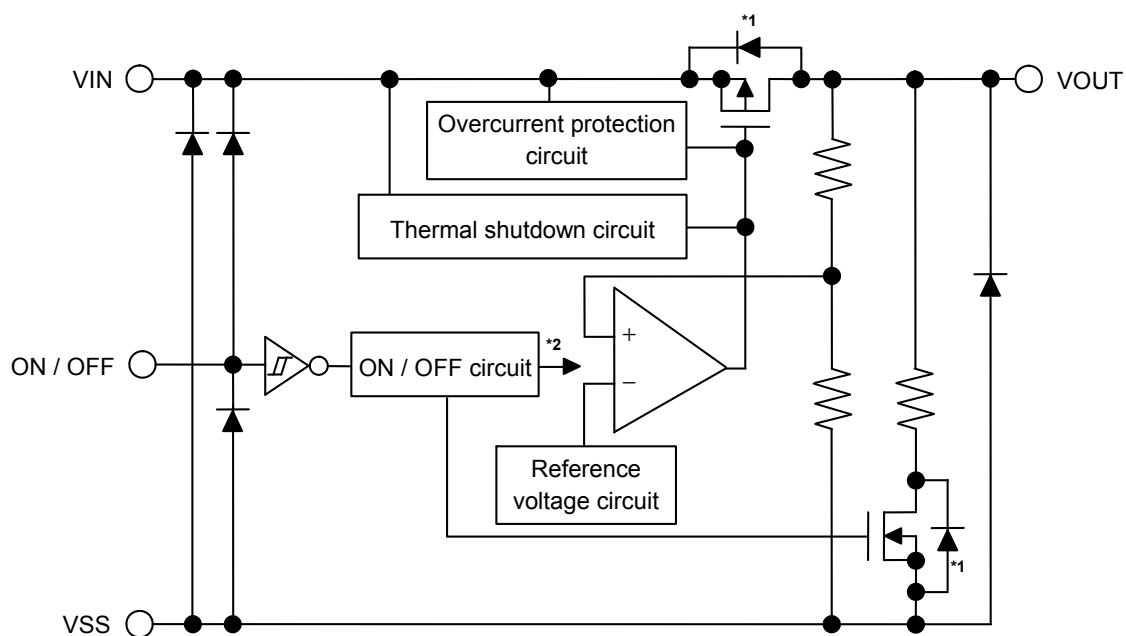 *1
VIN
VOUT
Overcurrent protection
circuit
Thermal shutdown circuit
+
*2
ON / OFF
ON / OFF circuit
−
Reference
voltage circuit
*1
VSS